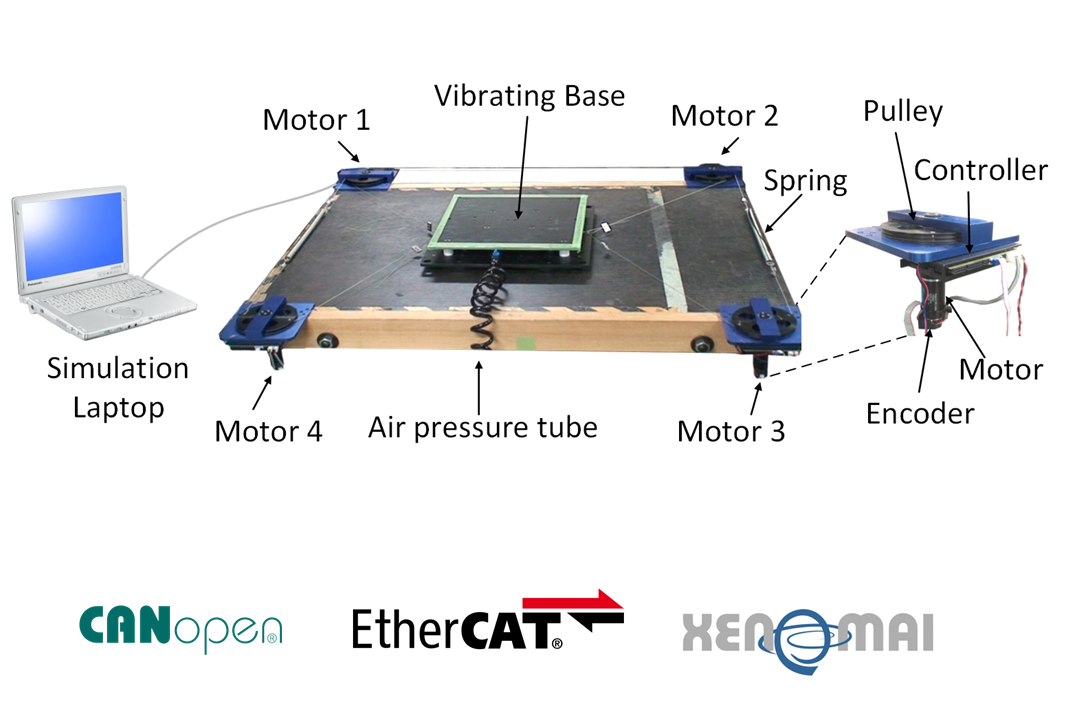 Vibrating Base
Motor 1
Motor 2
Pulley
Controller
Spring
Simulation
Laptop
Motor 4
Air pressure tube
Motor 3
Motor
Encoder
CANopen®
EtherCAT®
XENOMAI